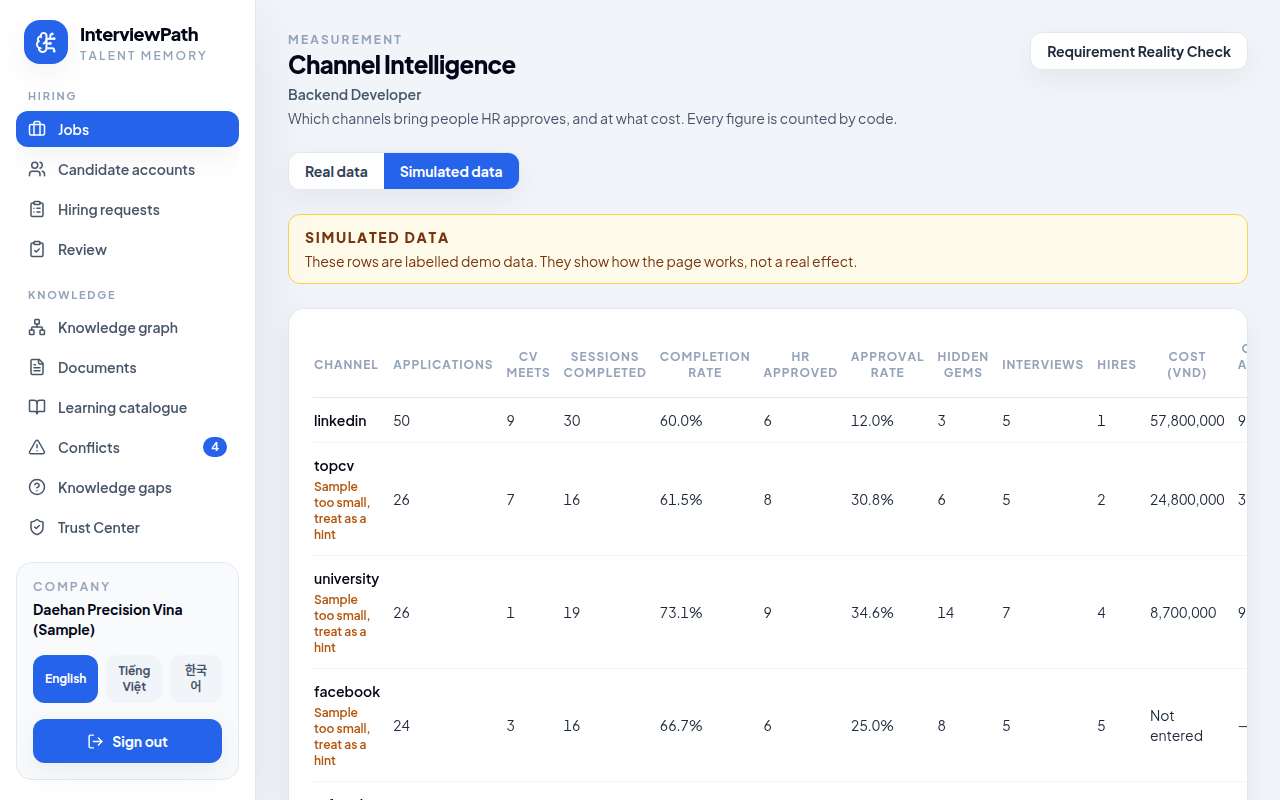 InterviewPath
TALENT MEMORY
HIRING
Jobs
Candidate accounts
Hiring requests
Review
KNOWLEDGE
Knowledge graph
Documents
Learning catalogue
Conflicts 4
Knowledge gaps
Trust Center
COMPANY
Daehan Precision Vina
(Sample)
English
Tiếng
Việt
한국
어
Sign out
MEASUREMENT
Channel Intelligence
Backend Developer
Which channels bring people HR approves, and at what cost. Every figure is counted by code.
Requirement Reality Check
Real data
Simulated data
SIMULATED DATA
These rows are labelled demo data. They show how the page works, not a real effect.
CHANNEL APPLICATIONS CV MEETS SESSIONS COMPLETED COMPLETION RATE HR APPROVED APPROVAL RATE HIDDEN GEMS INTERVIEWS HIRES COST (VND)
linkedin 50 9 30 60.0% 6 12.0% 3 5 1 57,800,000 9
topcv
Sample
too small,
treat as a
hint
26 7 16 61.5% 8 30.8% 6 5 2 24,800,000 3
university
Sample
too small,
treat as a
hint
26 1 19 73.1% 9 34.6% 14 7 4 8,700,000 9
facebook
Sample
too small,
treat as a
hint
24 3 16 66.7% 6 25.0% 8 5 5 Not entered —